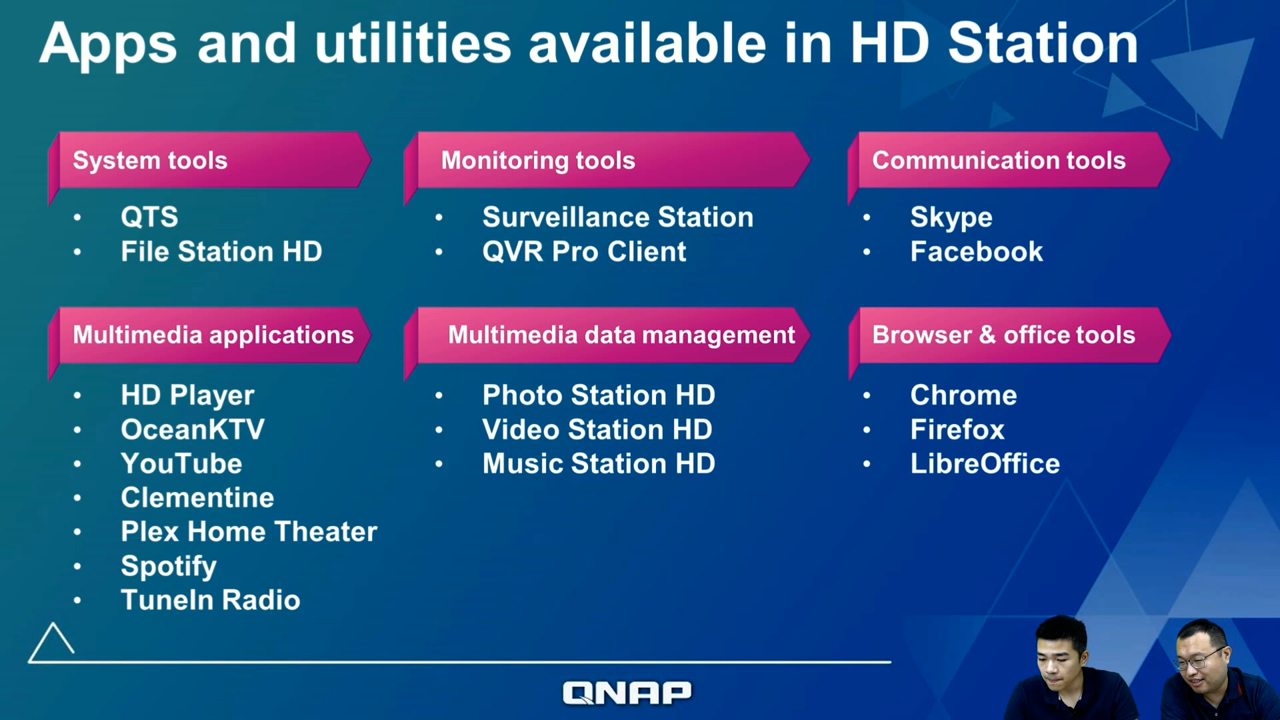 Apps and utilities available in HD Station
System tools
• QTS
• File Station HD
Monitoring tools
• Surveillance Station
• QVR Pro Client
Communication tools
• Skype
• Facebook
Multimedia applications
• HD Player
• OceanKTV
• YouTube
• Clementine
• Plex Home Theater
• Spotify
• TuneIn Radio
Multimedia data management
• Photo Station HD
• Video Station HD
• Music Station HD
Browser & office tools
• Chrome
• Firefox
• LibreOffice
QNAP